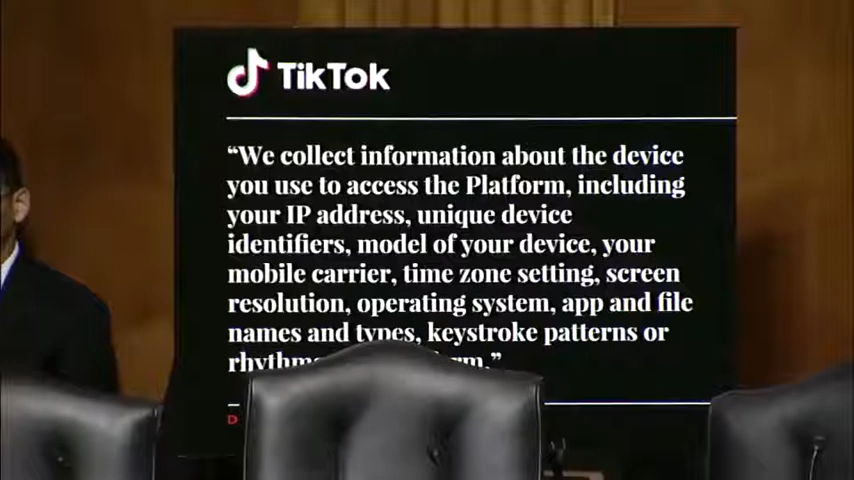 TikTok
“We collect information about the device
you use to access the Platform, including
your IP address, unique device
identifiers, model of your device, your
mobile carrier, time zone setting, screen
resolution, operating system, app and file
names and types, keystroke patterns or